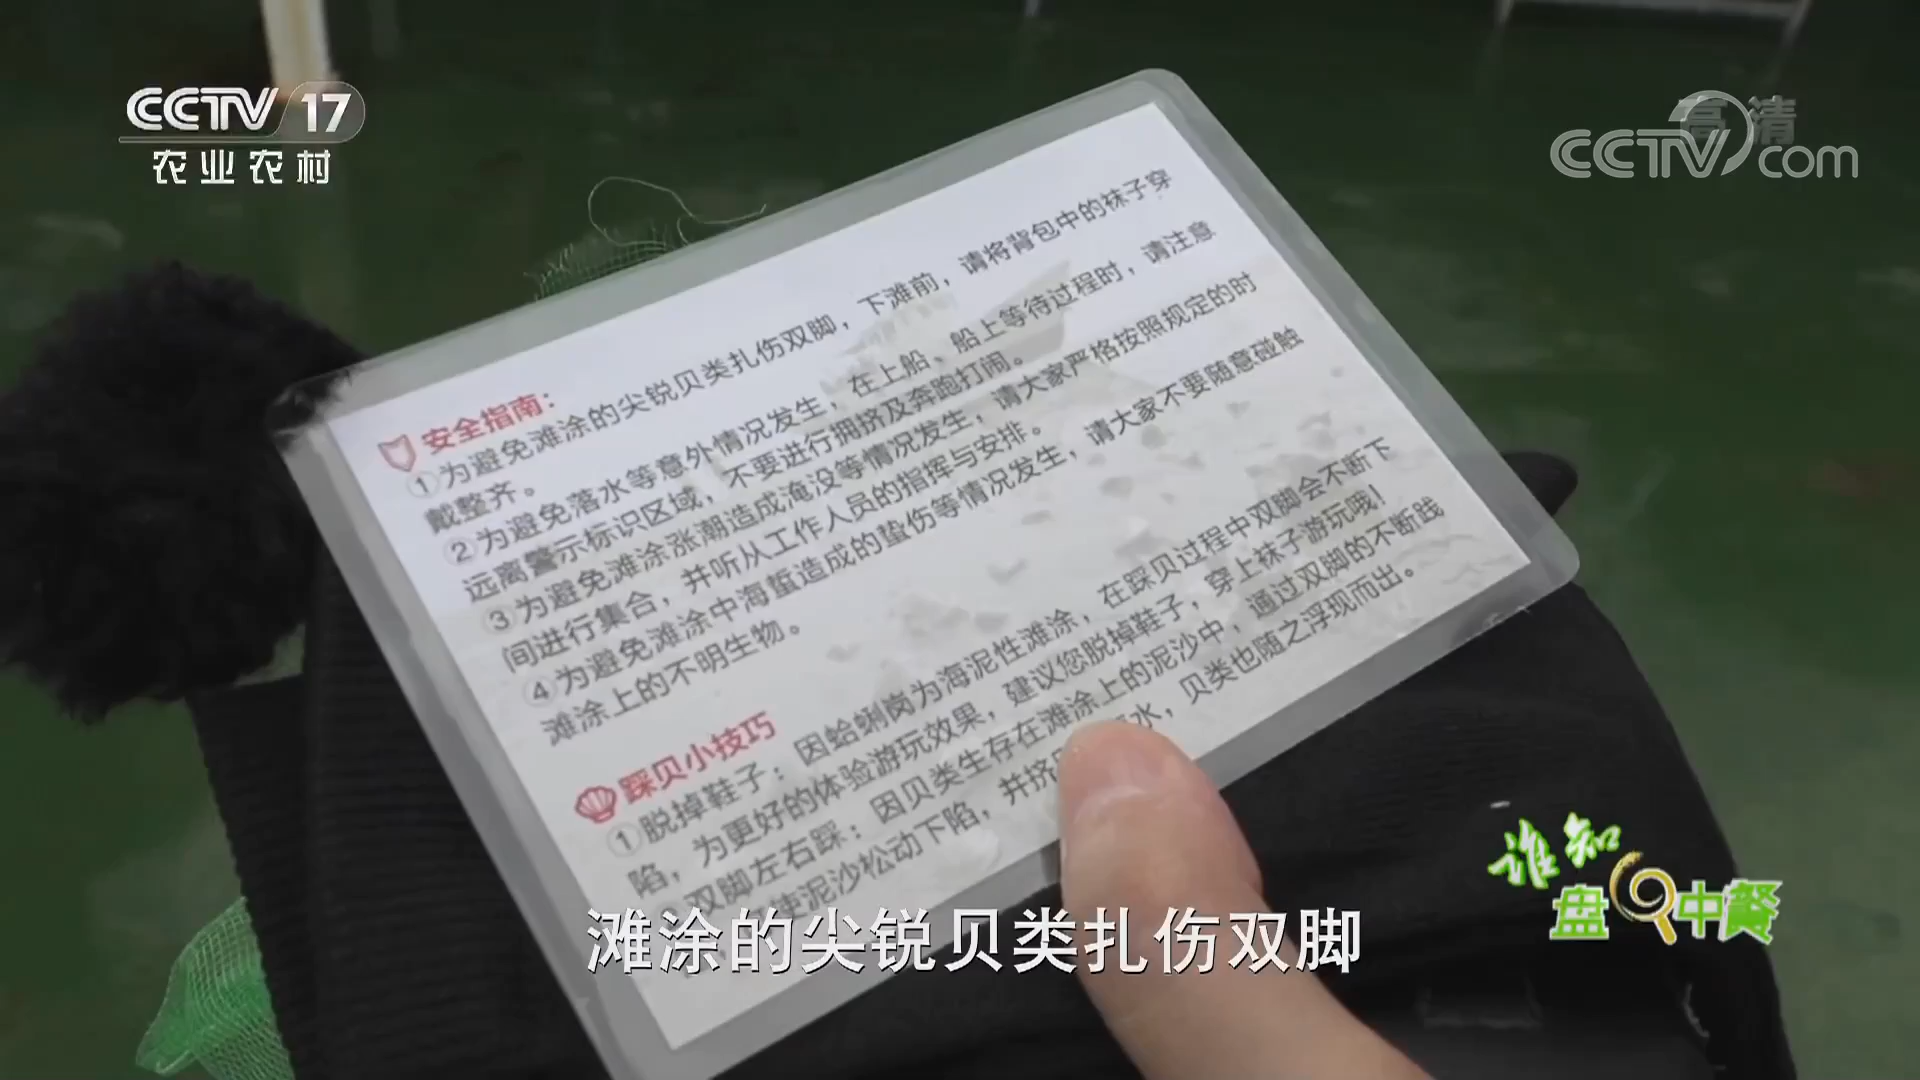 CCTV 17
农业农村
高清
CCTV com
安全指南：
①为避免滩涂的尖锐贝类扎伤双脚，下滩前，请将背包中的袜子穿
戴整齐。
②为避免落水等意外情况发生，在上船、船上等待过程时，请注意
远离警示标识区域，不要进行拥挤及奔跑打闹。
③为避免滩涂涨潮造成淹没等情况发生，请大家严格按照规定的时
间进行集合，并听从工作人员的指挥与安排。
④为避免滩涂中海蜇造成的蛰伤等情况发生，请大家不要随意碰触
滩涂上的不明生物。
踩贝小技巧
①脱掉鞋子：因蛤蜊岗为海泥性滩涂，在踩贝过程中双脚会不断下
陷，为更好的体验游玩效果，建议您脱掉鞋子，穿上袜子游玩哦！
双脚左右踩：因贝类生存在滩涂上的泥沙中，通过双脚的不断践
使泥沙松动下陷，并挤 水，贝类也随之浮现而出。
谁知
盘中餐
滩涂的尖锐贝类扎伤双脚